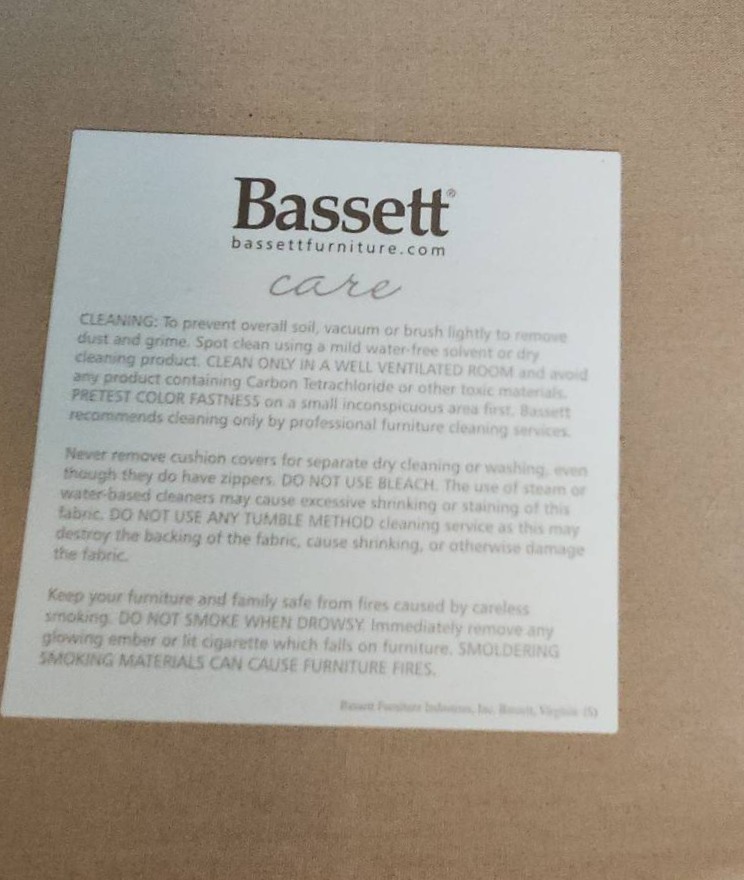 Bassett®
bassettfurniture.com
care
CLEANING: To prevent overall soil, vacuum or brush lightly to remove
dust and grime. Spot clean using a mild water-free solvent or dry
cleaning product. CLEAN ONLY IN A WELL VENTILATED ROOM and avoid
any product containing Carbon Tetrachloride or other toxic materials.
PRETEST COLOR FASTNESS on a small inconspicuous area first. Bassett
recommends cleaning only by professional furniture cleaning services.
Never remove cushion covers for separate dry cleaning or washing, even
though they do have zippers. DO NOT USE BLEACH. The use of steam or
water-based cleaners may cause excessive shrinking or staining of this
fabric. DO NOT USE ANY TUMBLE METHOD cleaning service as this may
destroy the backing of the fabric, cause shrinking, or otherwise damage
the fabric.
Keep your furniture and family safe from fires caused by careless
smoking. DO NOT SMOKE WHEN DROWSY. Immediately remove any
glowing ember or lit cigarette which falls on furniture. SMOLDERING
SMOKING MATERIALS CAN CAUSE FURNITURE FIRES.
Bassett Furniture Industries, Inc. Bassett, Virginia (S)